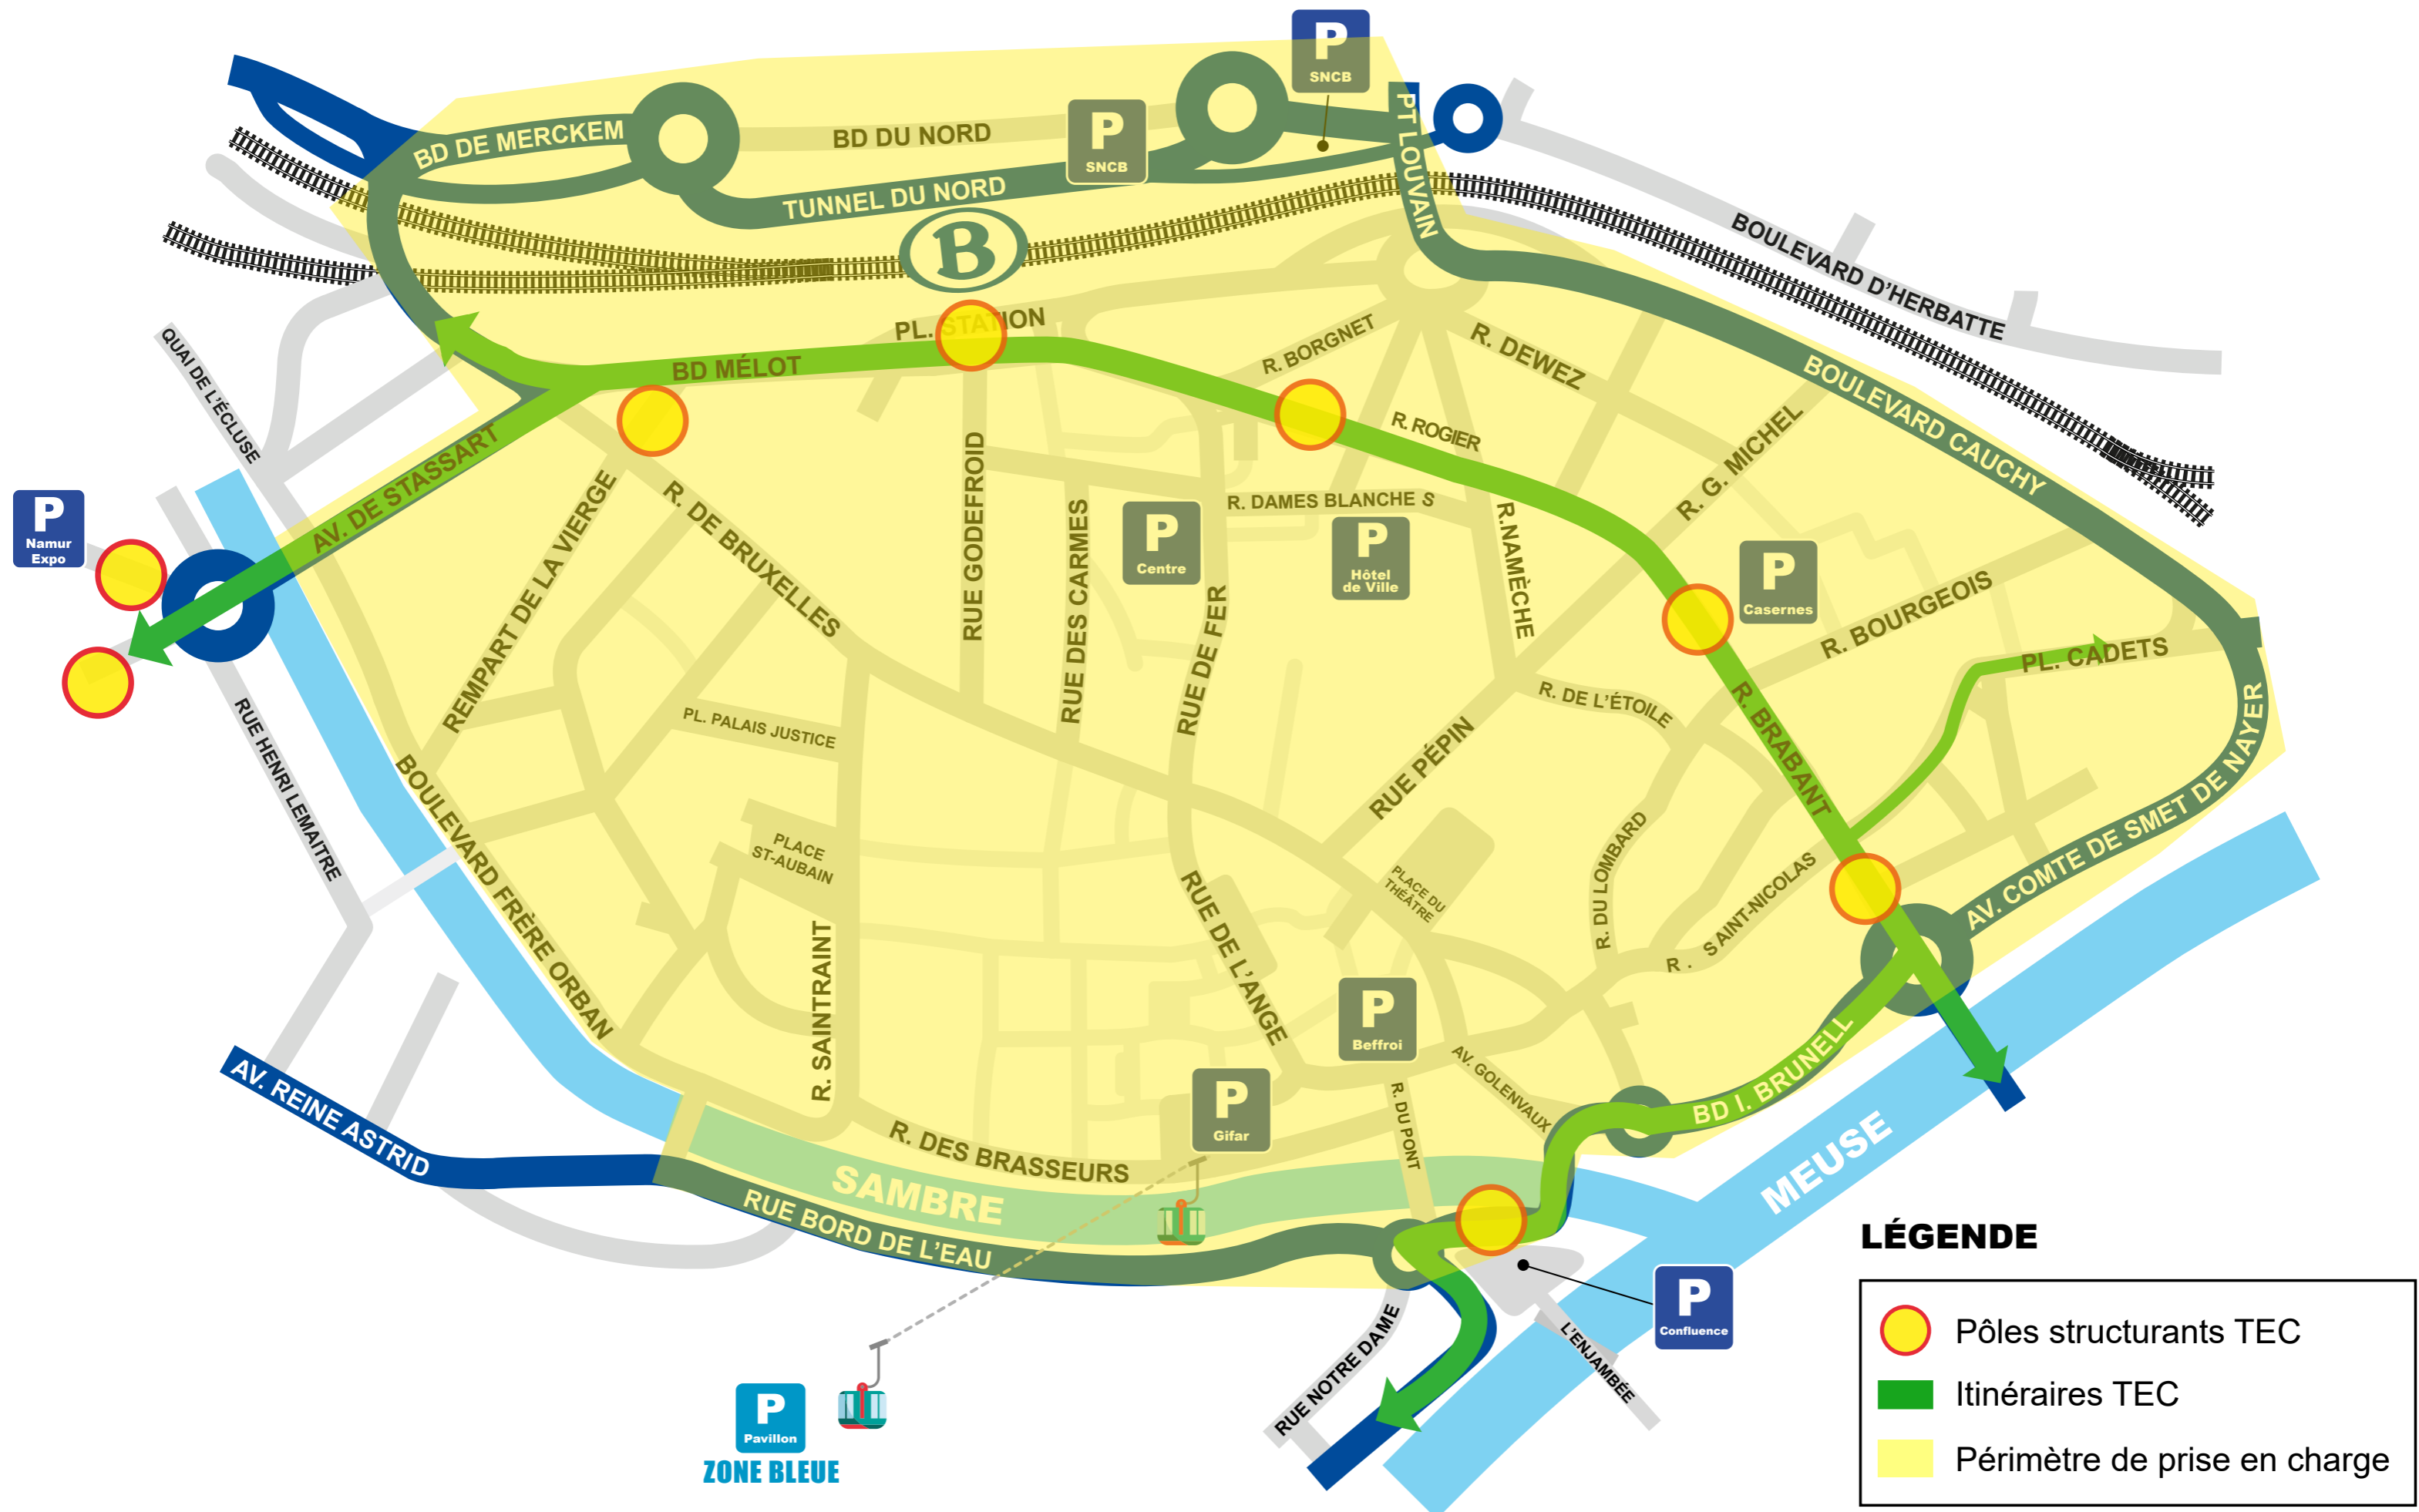 P
SNCB
BD DE MERCKEM
BD DU NORD
P
SNCB
TUNNEL DU NORD
PT LOUVAIN
B
BOULEVARD D'HERBATTE
QUAI DE L'ÉCLUSE
PL. STATION
BD MÉLOT
R. BORGNET
R. DEWEZ
BOULEVARD CAUCHY
R. ROGIER
R. G. MICHEL
AV. DE STASSART
P
Namur
Expo
REMPART DE LA VIERGE
R. DE BRUXELLES
RUE GODEFROID
RUE DES CARMES
P
Centre
R. DAMES BLANCHE S
P
Hôtel
de Ville
R.NAMÈCHE
P
Casernes
R. BOURGEOIS
RUE DE FER
PL. CADETS
RUE HENRI LEMAITRE
PL. PALAIS JUSTICE
R. DE L'ÉTOILE
R. BRABANT
RUE PÉPIN
AV. COMTE DE SMET DE NAYER
BOULEVARD FRÈRE ORBAN
PLACE
ST-AUBAIN
PLACE DU
THÉÂTRE
R. DU LOMBARD
R. SAINT-NICOLAS
RUE DE L'ANGE
R. SAINTRAINT
P
Beffroi
AV. GOLENVAUX
BD I. BRUNELL
AV. REINE ASTRID
P
Gifar
R. DU PONT
R. DES BRASSEURS
SAMBRE
RUE BORD DE L'EAU
MEUSE
P
Confluence
L'ENJAMBÉE
RUE NOTRE DAME
P
Pavillon
ZONE BLEUE
LÉGENDE
Pôles structurants TEC
Itinéraires TEC
Périmètre de prise en charge